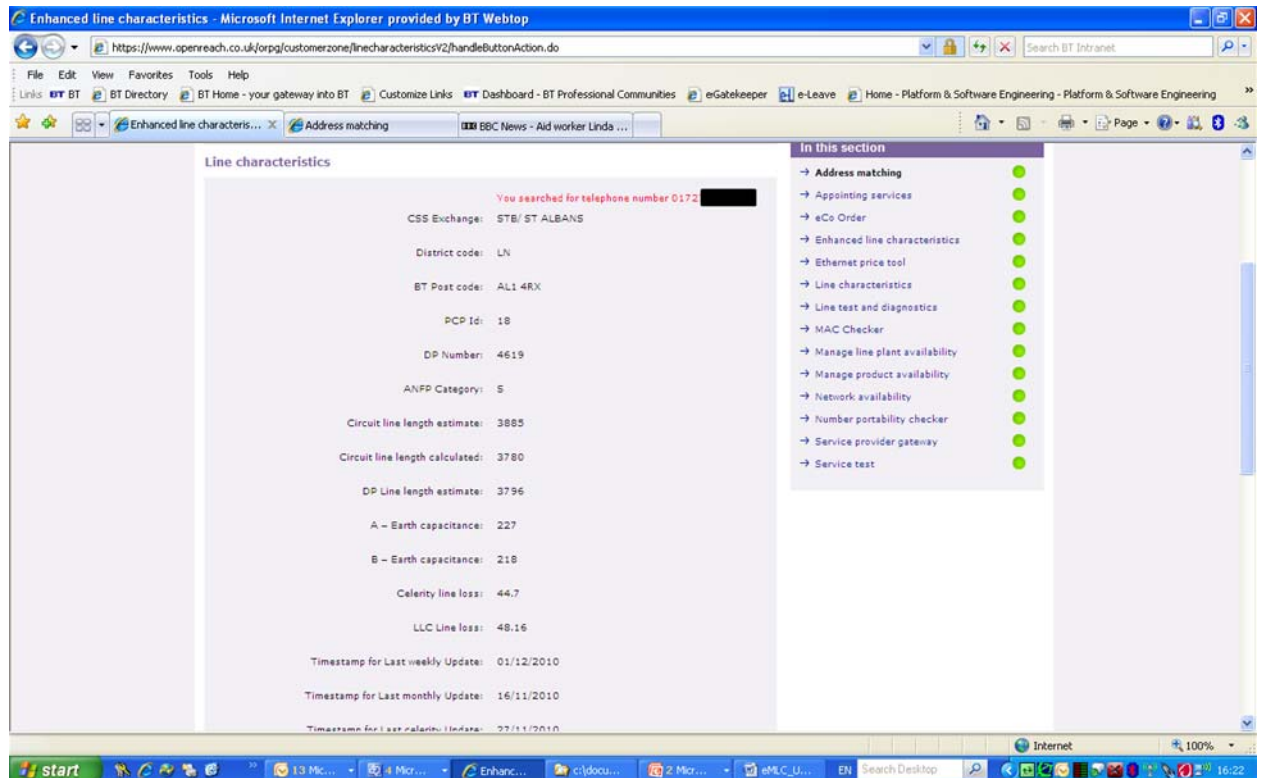 Enhanced line characteristics - Microsoft Internet Explorer provided by BT Webtop
https://www.openreach.co.uk/orpg/customerzone/linecharacteristicsV2/handleButtonAction.do
Search BT Intranet
File Edit View Favorites Tools Help
Links BT BT BT Directory BT Home - your gateway into BT Customize Links BT Dashboard - BT Professional Communities eGatekeeper e-Leave Home - Platform & Software Engineering - Platform & Software Engineering
Enhanced line characteris... X Address matching BBC News - Aid worker Linda ... Page
Line characteristics
You searched for telephone number 0172
CSS Exchange: STB/ ST ALBANS
District code: LN
BT Post code: AL1 4RX
PCP Id: 18
DP Number: 4619
ANFP Category: S
Circuit line length estimate: 3885
Circuit line length calculated: 3780
DP Line length estimate: 3796
A – Earth capacitance: 227
B – Earth capacitance: 218
Celerity line loss: 44.7
LLC Line loss: 48.16
Timestamp for Last weekly Update: 01/12/2010
Timestamp for Last monthly Update: 16/11/2010
Timestamp for Last celerity Update: 27/11/2010
In this section
→ Address matching
→ Appointing services
→ eCo Order
→ Enhanced line characteristics
→ Ethernet price tool
→ Line characteristics
→ Line test and diagnostics
→ MAC Checker
→ Manage line plant availability
→ Manage product availability
→ Network availability
→ Number portability checker
→ Service provider gateway
→ Service test
Internet 100%
start 13 Mic... 4 Micr... Enhanc... c:\docu... 2 Micr... eMLC_U... EN Search Desktop 16:22